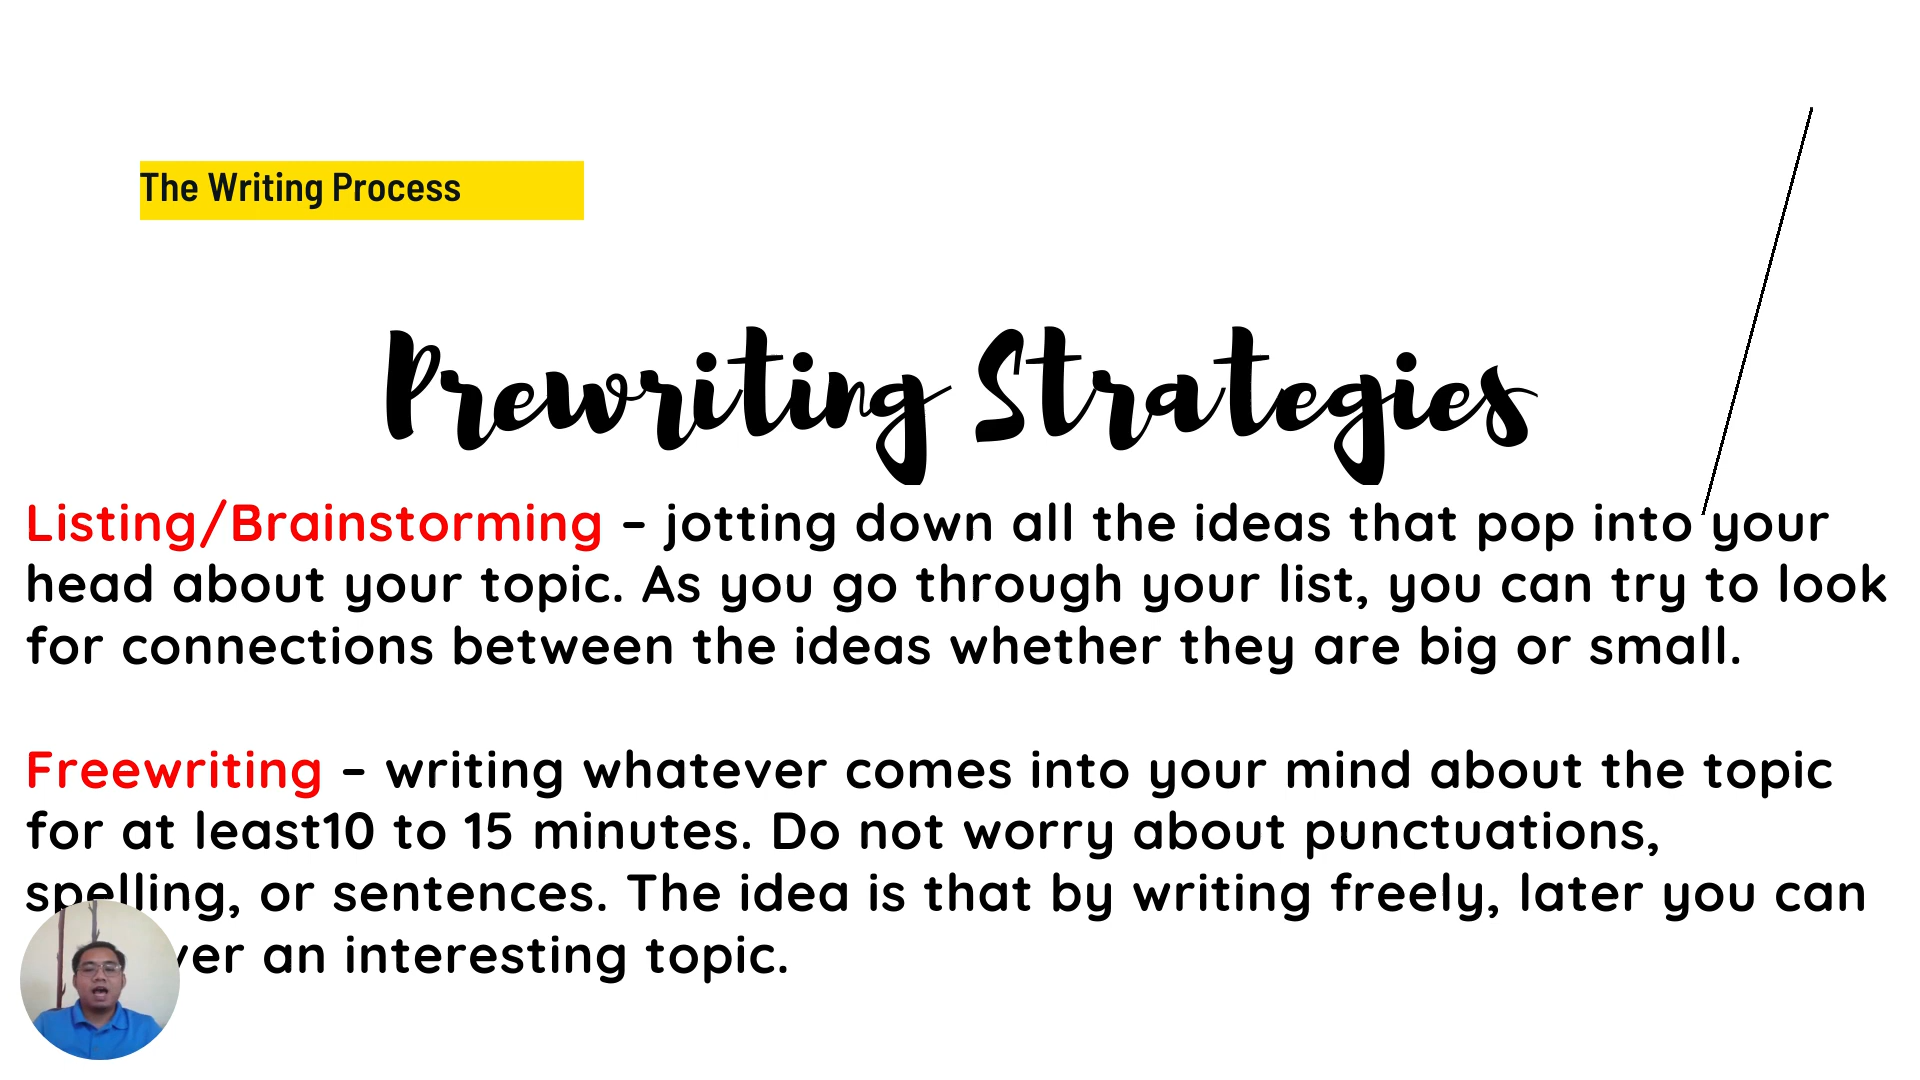 The Writing Process
Prewriting Strategies
Listing/Brainstorming – jotting down all the ideas that pop into your
head about your topic. As you go through your list, you can try to look
for connections between the ideas whether they are big or small.
Freewriting – writing whatever comes into your mind about the topic
for at least10 to 15 minutes. Do not worry about punctuations,
spelling, or sentences. The idea is that by writing freely, later you can
an interesting topic.